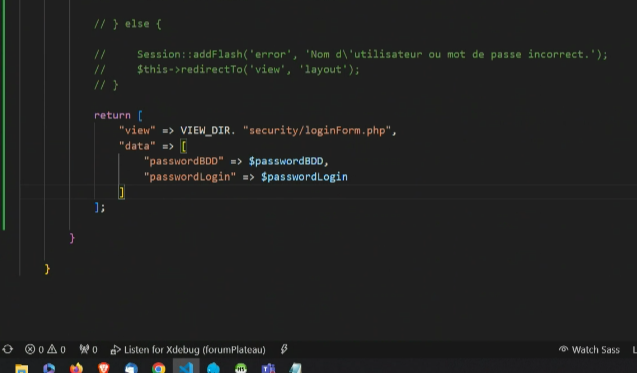 // } else {
//     Session::addFlash('error', 'Nom d\'utilisateur ou mot de passe incorrect.');
//     $this->redirectTo('view', 'layout');
// }
return [
"view" => VIEW_DIR. "security/loginForm.php",
"data" => [
"passwordBDD" => $passwordBDD,
"passwordLogin" => $passwordLogin
]
];
}
}
0 0 0 Listen for Xdebug (forumPlateau) Watch Sass